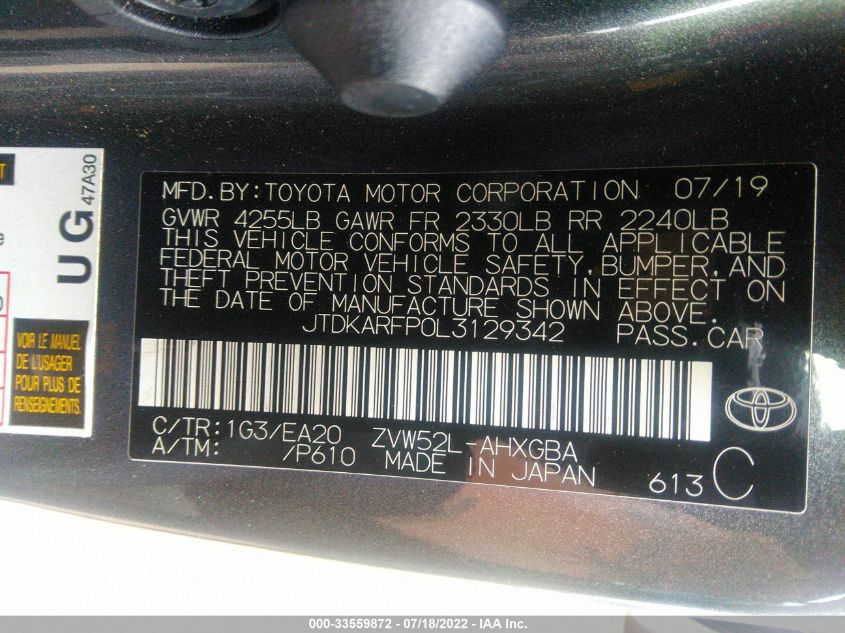 MFD.BY:TOYOTA MOTOR CORPORATION 07/19
GVWR 4255LB GAWR FR 2330LB RR 2240LB
THIS VEHICLE CONFORMS TO ALL APPLICABLE
FEDERAL MOTOR VEHICLE SAFETY,BUMPER,AND
THEFT PREVENTION STANDARDS IN EFFECT ON
THE DATE OF MANUFACTURE SHOWN ABOVE.
JTDKARFP0L3129342 PASS.CAR
C/TR:1G3/EA20 ZVW52L-AHXGBA
A/TM: /P610 MADE IN JAPAN
613 C
UG 47A30
VOIR LE MANUEL
DE L'USAGER
POUR PLUS DE
RENSEIGNEMENTS.
000-33559872 - 07/18/2022 - IAA Inc.